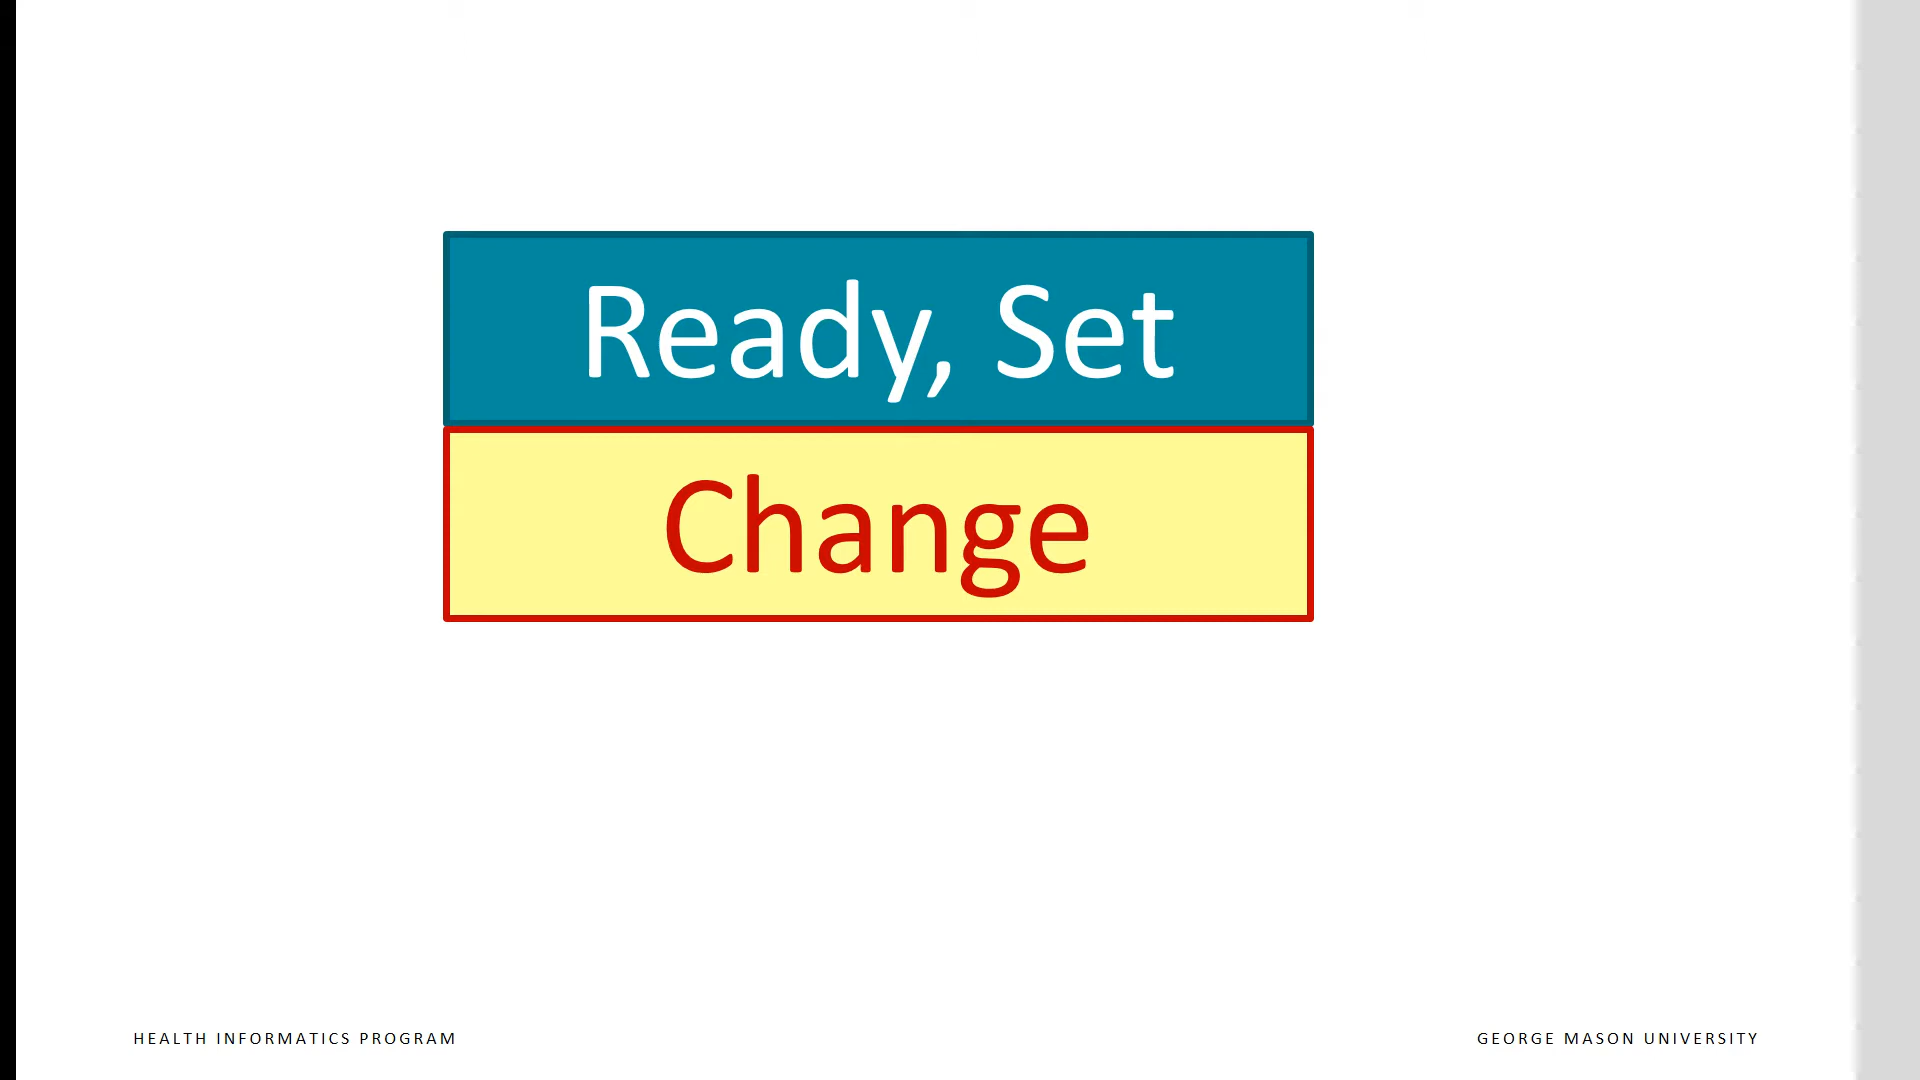 Ready, Set
Change
HEALTH INFORMATICS PROGRAM
GEORGE MASON UNIVERSITY